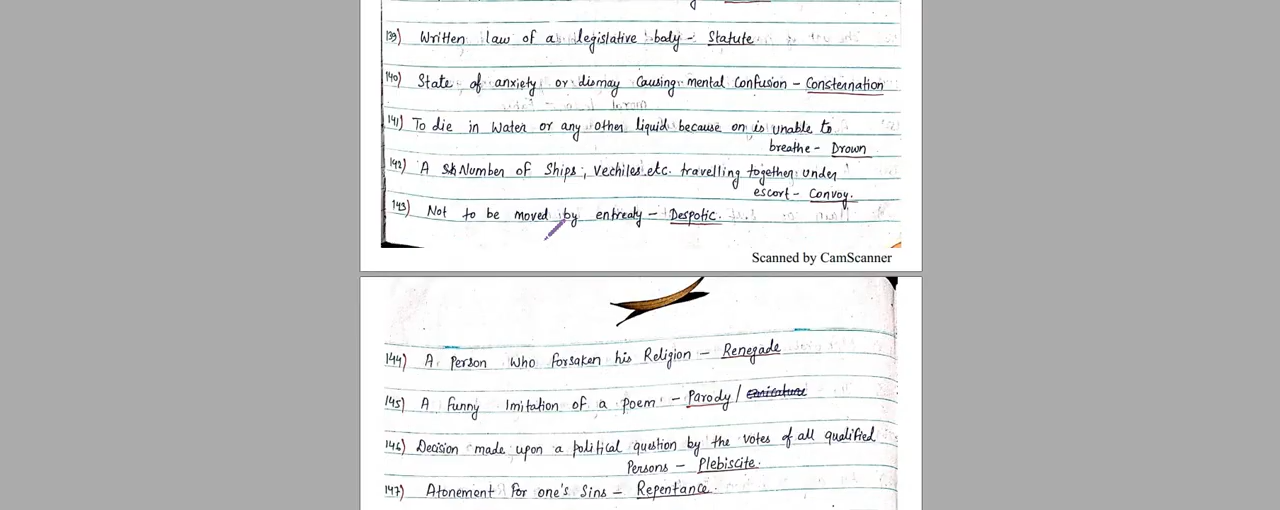 139) Written law of a legislative body - Statute
140) State of anxiety or dismay causing mental confusion - Consternation
141) To die in water or any other liquid because on is unable to
breathe - Drown
142) A Number of Ships, Vechiles etc. travelling together under
escort - Convoy.
143) Not to be moved by entreaty - Despotic.
Scanned by CamScanner
144) A Person who forsaken his Religion - Renegade
145) A Funny Imitation of a poem - Parody / Caricature
146) Decision made upon a political question by the votes of all qualified
Persons - Plebiscite.
147) Atonement for one's Sins - Repentance.